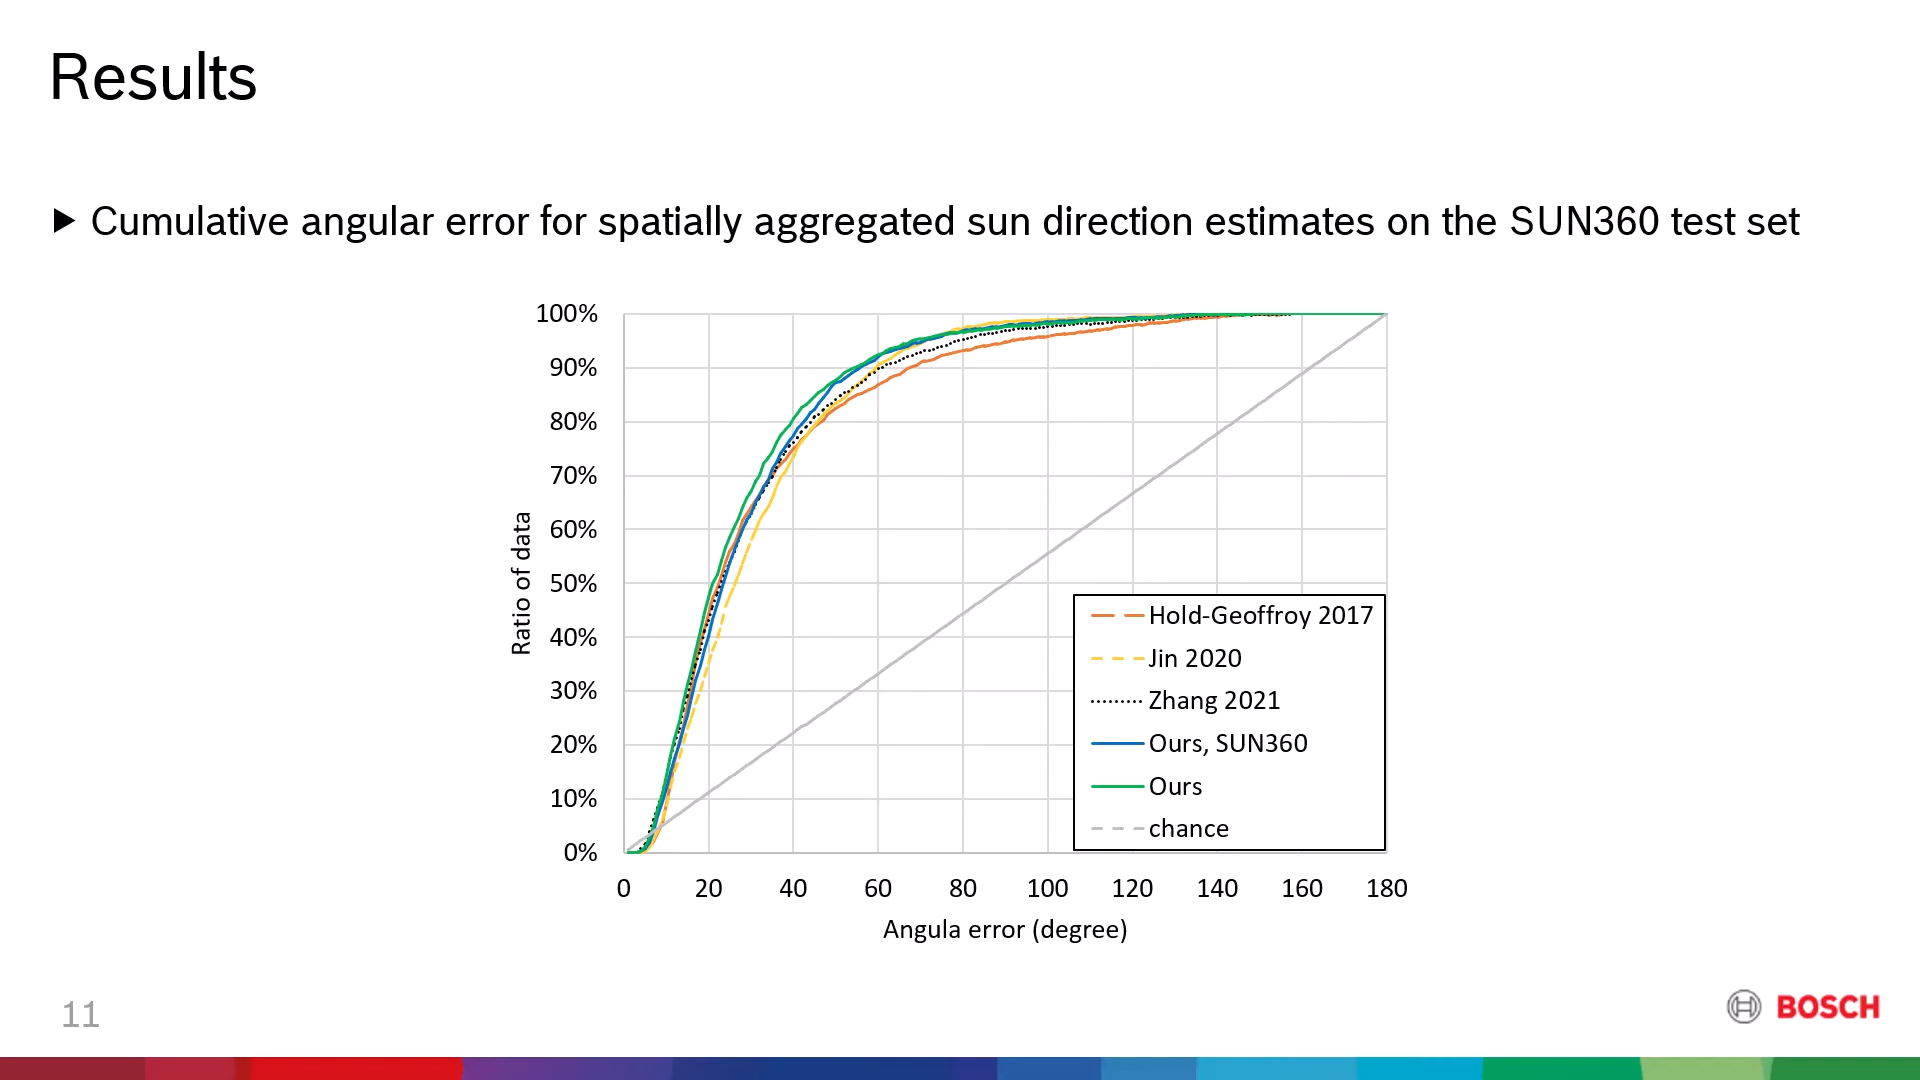 Results
▶ Cumulative angular error for spatially aggregated sun direction estimates on the SUN360 test set
100%
90%
80%
70%
60%
50%
40%
30%
20%
10%
0%
Ratio of data
Hold-Geoffroy 2017
Jin 2020
Zhang 2021
Ours, SUN360
Ours
chance
0 20 40 60 80 100 120 140 160 180
Angula error (degree)
11
BOSCH